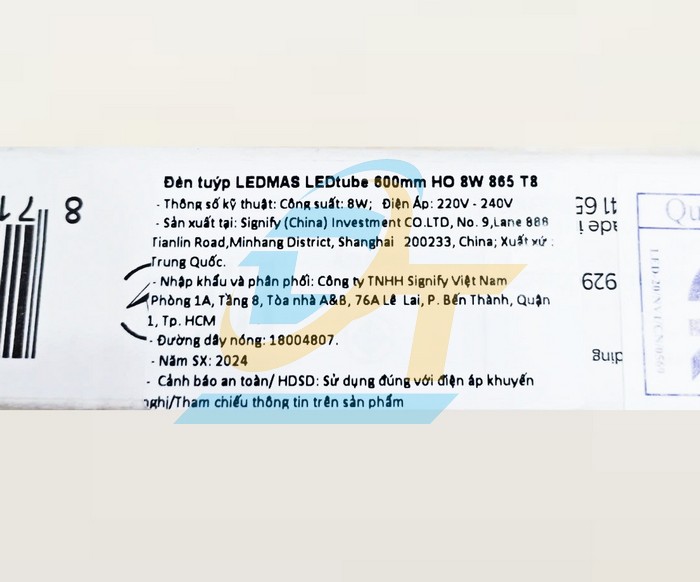 Đèn tuýp LEDMAS LEDtube 600mm HO 8W 865 T8
- Thông số kỹ thuật: Công suất: 8W; Điện Áp: 220V - 240V
- Sản xuất tại: Signify (China) Investment CO.LTD, No. 9,Lane 888
Tianlin Road,Minhang District, Shanghai 200233, China; Xuất xứ :
Trung Quốc.
- Nhập khẩu và phân phối: Công ty TNHH Signify Việt Nam
Phòng 1A, Tầng 8, Tòa nhà A&B, 76A Lê Lai, P. Bến Thành, Quận
1, Tp. HCM
- Đường dây nóng: 18004807.
- Năm SX: 2024
- Cảnh báo an toàn/ HDSD: Sử dụng đúng với điện áp khuyến
nghị/Tham chiếu thông tin trên sản phẩm
8 71
929
Qu